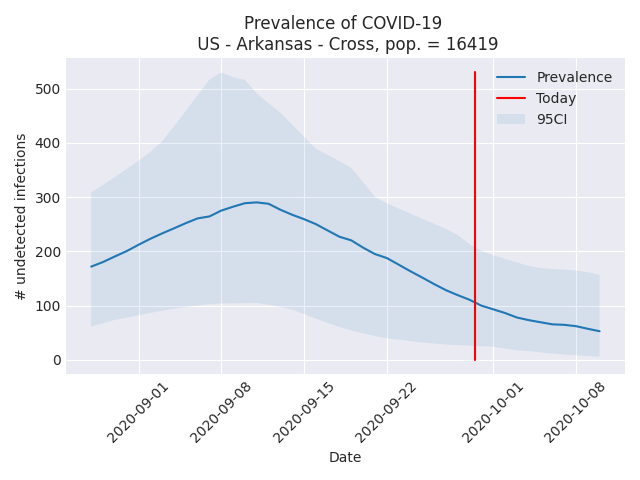 Prevalence of COVID-19
US - Arkansas - Cross, pop. = 16419
Prevalence
Today
95CI
# undetected infections
500
400
300
200
100
0
2020-09-01
2020-09-08
2020-09-15
2020-09-22
2020-10-01
2020-10-08
Date